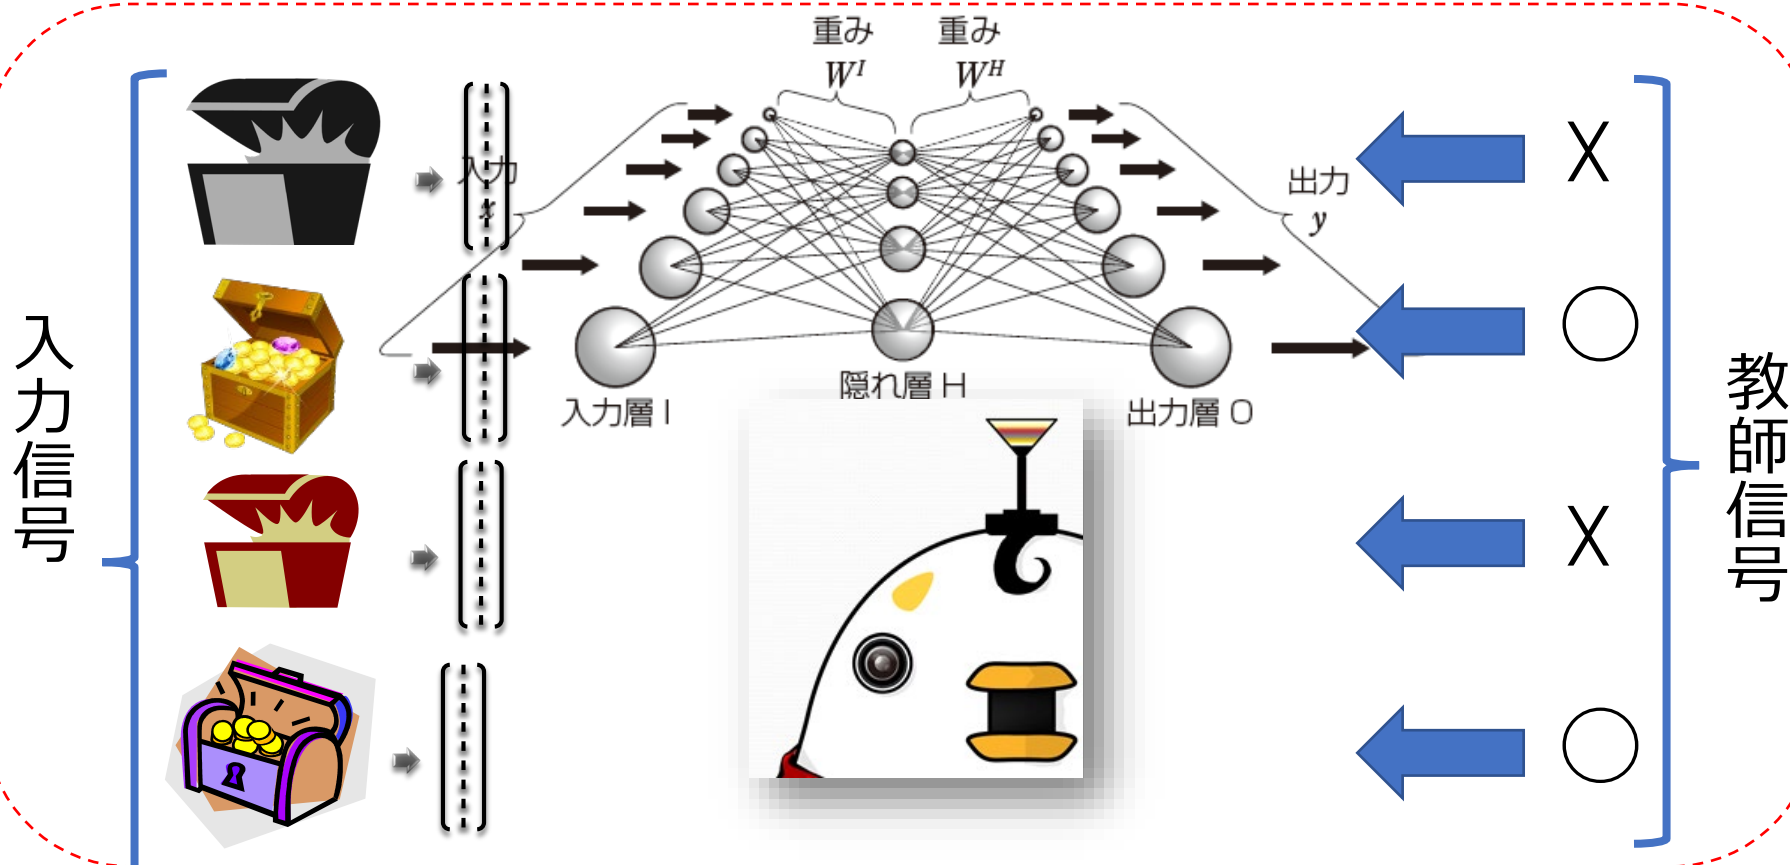 重み
W^I
重み
W^H
入力
x
出力
y
入力層 I
隠れ層 H
出力層 O
入力信号
教師信号
X
○
X
○